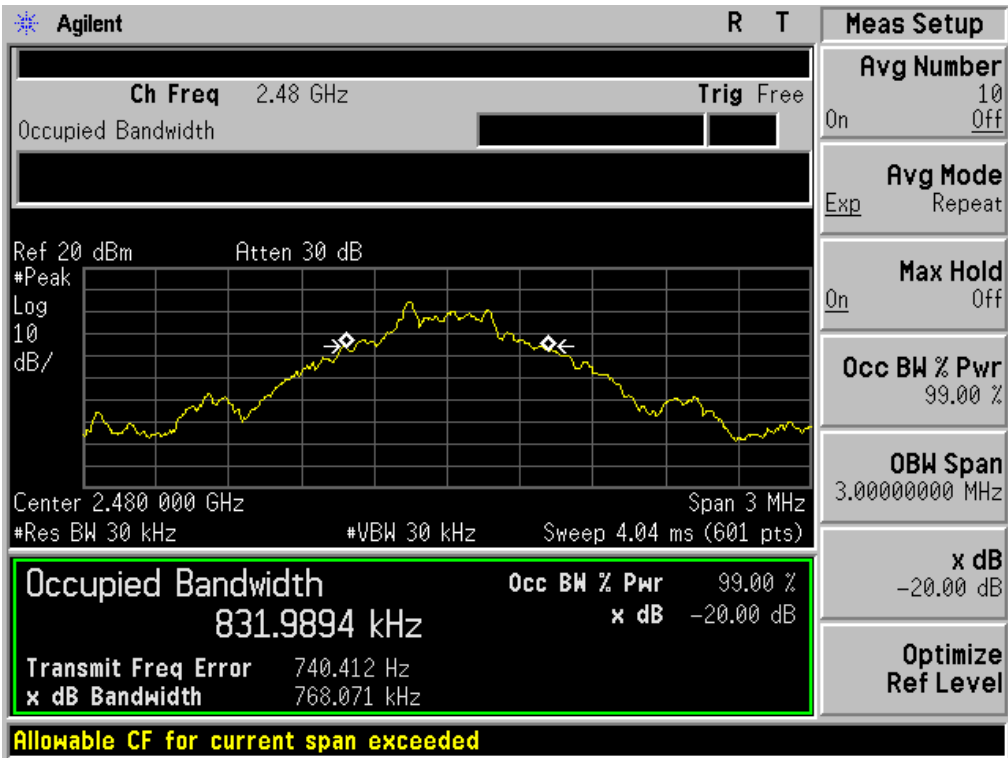 Agilent R T
Ch Freq 2.48 GHz Trig Free
Occupied Bandwidth
Ref 20 dBm Atten 30 dB
#Peak
Log
10
dB/
Center 2.480 000 GHz Span 3 MHz
#Res BW 30 kHz #VBW 30 kHz Sweep 4.04 ms (601 pts)
Occupied Bandwidth Occ BW % Pwr 99.00 %
831.9894 kHz x dB -20.00 dB
Transmit Freq Error 740.412 Hz
x dB Bandwidth 768.071 kHz
Allowable CF for current span exceeded
Meas Setup
Avg Number
10
On Off
Avg Mode
Exp Repeat
Max Hold
On Off
Occ BW % Pwr
99.00 %
OBW Span
3.00000000 MHz
x dB
-20.00 dB
Optimize
Ref Level